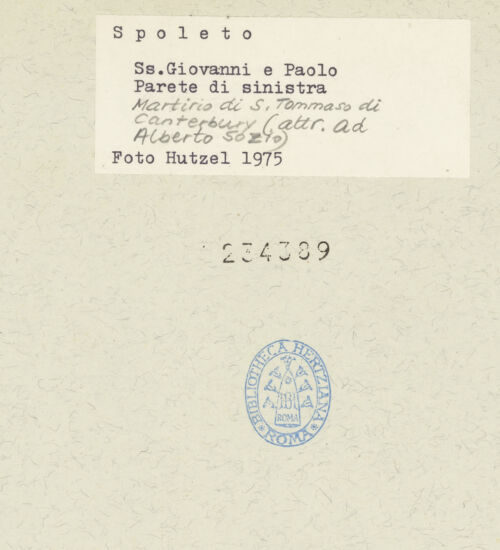 S p o l e t o
Ss.Giovanni e Paolo
Parete di sinistra
Martirio di S. Tommaso di
Canterbury (attr. ad
Alberto Sozio)
Foto Hutzel 1975
234389
BIBLIOTHECA HERTZIANA
ROMA
ROMA